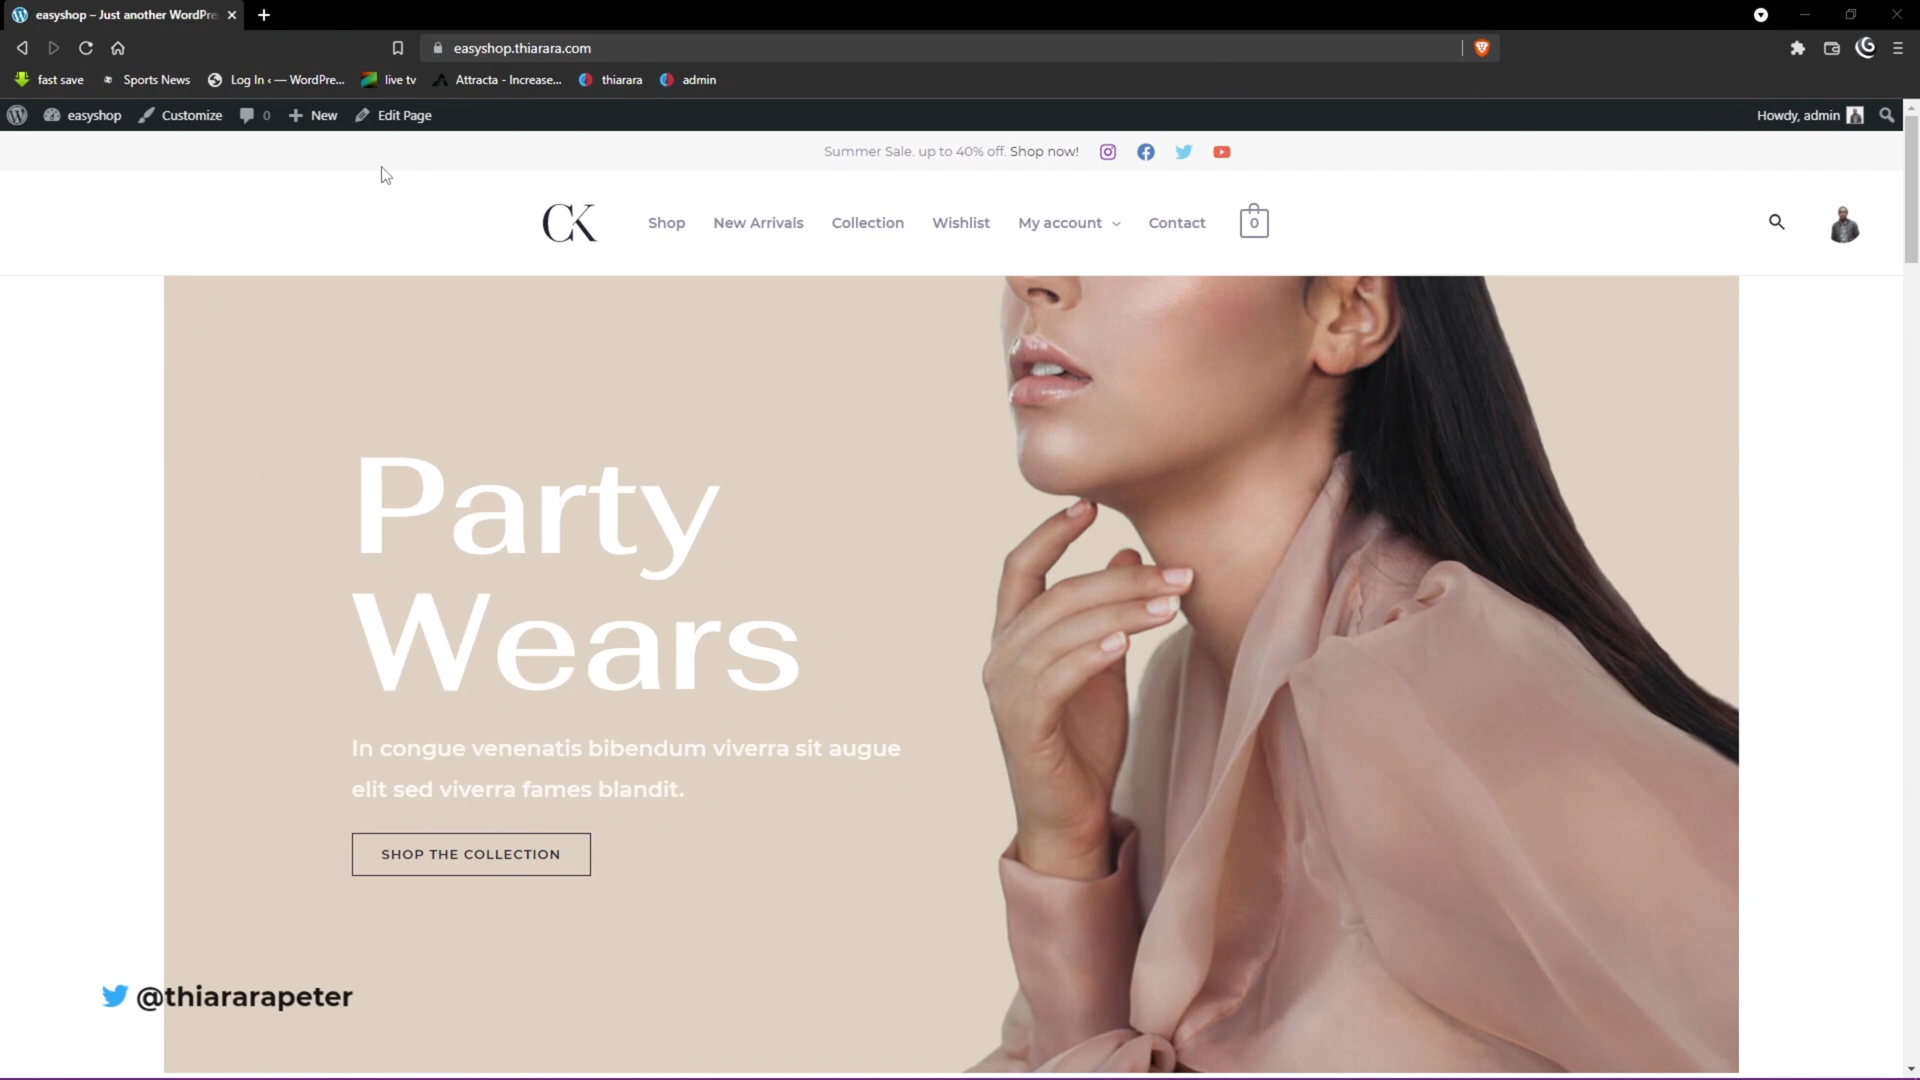 easyshop – Just another WordPre
easyshop.thiarara.com
fast save
Sports News
Log In ‹ — WordPre...
live tv
Attracta - Increase...
thiarara
admin
easyshop
Customize
0
New
Edit Page
Howdy, admin
Summer Sale. up to 40% off. Shop now!
CK
Shop
New Arrivals
Collection
Wishlist
My account
Contact
0
Party
Wears
In congue venenatis bibendum viverra sit augue
elit sed viverra fames blandit.
SHOP THE COLLECTION
@thiararapeter